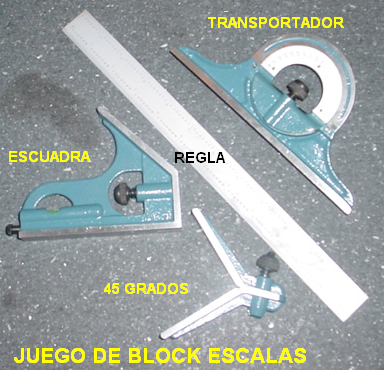 TRANSPORTADOR
ESCUADRA
REGLA
45 GRADOS
JUEGO DE BLOCK ESCALAS